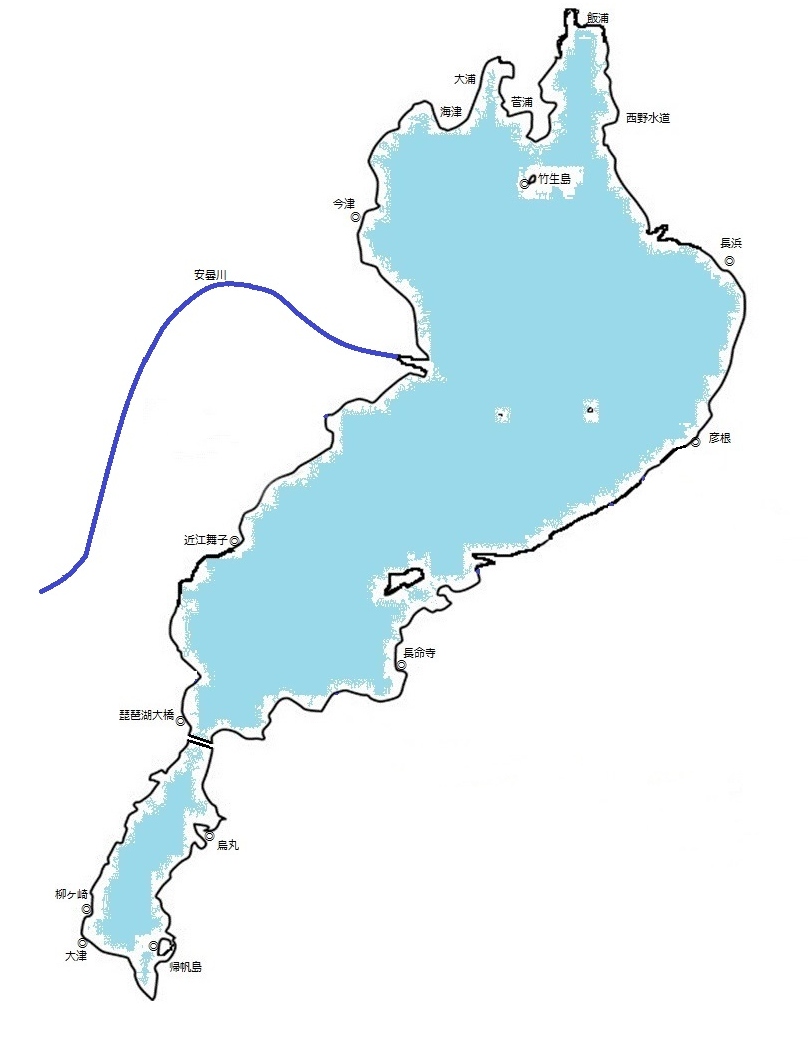 飯浦
大浦
菅浦
海津
西野水道
竹生島
今津
長浜
安曇川
彦根
近江舞子
長命寺
琵琶湖大橋
烏丸
柳ヶ崎
大津
帰帆島